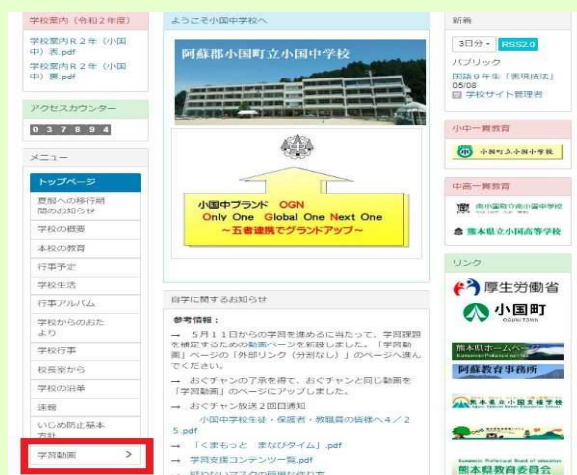 学校案内（令和２年度）
学校案内Ｒ２年（小国
中）表.pdf
学校案内Ｒ２年（小国
中）裏.pdf
アクセスカウンター
0 3 7 8 9 4
メニュー
トップページ
夏服への移行期
間のお知らせ
学校の概要
本校の教育
行事予定
学校生活
行事アルバム
学校からのおた
より
学校行事
校長室から
学校の沿革
速報
いじめ防止基本
方針
学習動画 >
ようこそ小国中学校へ
阿蘇郡小国町立小国中学校
小国中ブランド OGN
Only One Global One Next One
～五者連携でグランドアップ～
自学に関するお知らせ
参考情報：
→ ５月１１日からの学習を進めるに当たって、学習課題
を補足するための動画ページを新設しました。「学習動
画」ページの「外部リンク（分割なし）」のページへ進ん
でください。
→ おぐチャンの了承を得て、おぐチャンと同じ動画を
「学習動画」のページにアップしました。
→ おぐチャン放送２回目通知
小国中学校生徒・保護者・教職員の皆様へ４／２
５.pdf
→ 「くまもっと まなびタイム」.pdf
→ 学習支援コンテンツ一覧.pdf
新着
3日分 RSS2.0
パブリック
国語９年生「表現技法」
05/08
学校サイト管理者
小中一貫教育
小国町立小国小学校
中高一貫教育
南小国町立南小国中学校
熊本県立小国高等学校
リンク
厚生労働省
小国町
OGUNI TOWN
熊本県ホームページ
阿蘇教育事務所
熊本県立小国支援学校
Kumamoto Prefectural Board of education
熊本県教育委員会